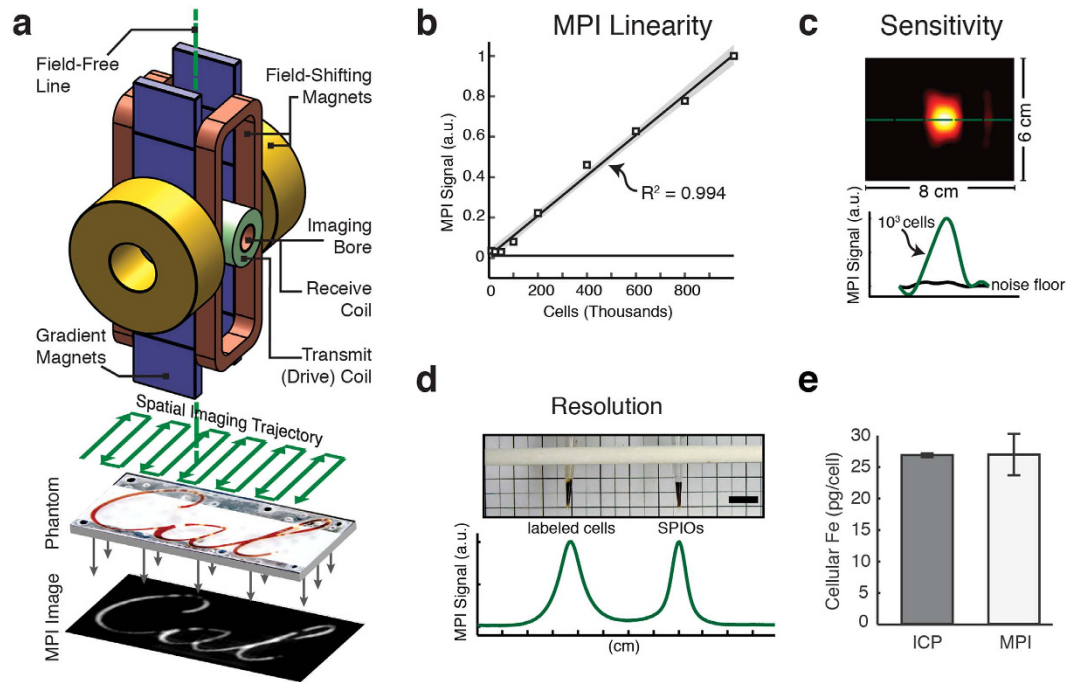 a
Field-Free
Line
Field-Shifting
Magnets
Imaging
Bore
Receive
Coil
Gradient
Magnets
Transmit
(Drive) Coil
Spatial Imaging Trajectory
Phantom
Cal
MPI Image
Cal
b
MPI Linearity
MPI Signal (a.u.)
1
0.8
0.6
0.4
0.2
0
R² = 0.994
0
200
400
600
800
Cells (Thousands)
c
Sensitivity
6 cm
8 cm
MPI Signal (a.u.)
10³ cells
noise floor
d
Resolution
labeled cells
SPIOs
MPI Signal (a.u.)
(cm)
e
Cellular Fe (pg/cell)
30
25
20
25
10
5
0
ICP
MPI